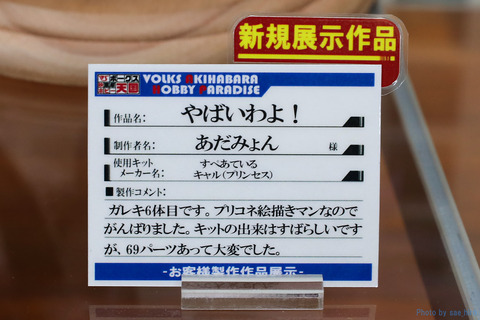 新規展示作品
ボークス
天国
VOLKS AKIHABARA
HOBBY PARADISE
作品名: やばいわよ！
制作者名: あだみょん 様
使用キット
メーカー名: すぺあている
キャル(プリンセス)
■製作コメント:
ガレキ6体目です。プリコネ絵描きマンなので
がんばりました。キットの出来はすばらしいです
が、69パーツあって大変でした。
-お客様製作作品展示-